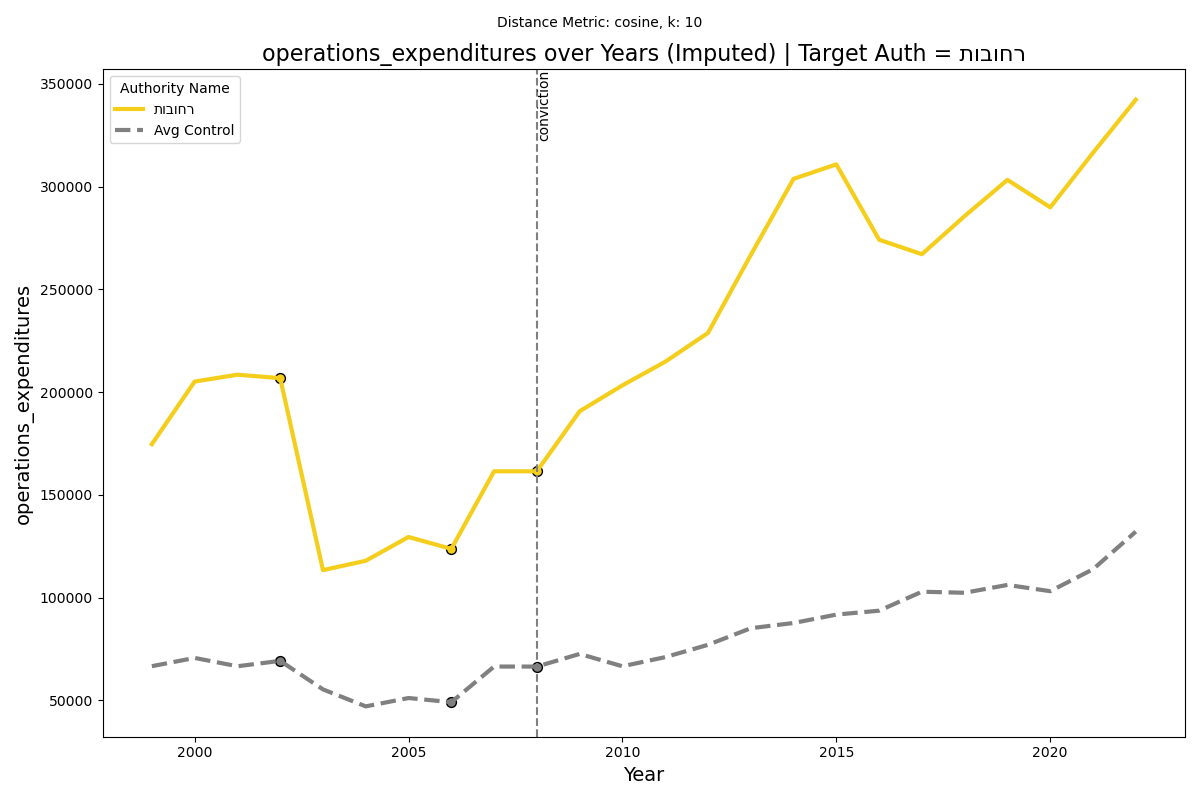 Distance Metric: cosine, k: 10
operations_expenditures over Years (Imputed) | Target Auth = רחובות
Authority Name
רחובות
Avg Control
conviction
operations_expenditures
350000
300000
250000
200000
150000
100000
50000
2000
2005
2010
2015
2020
Year